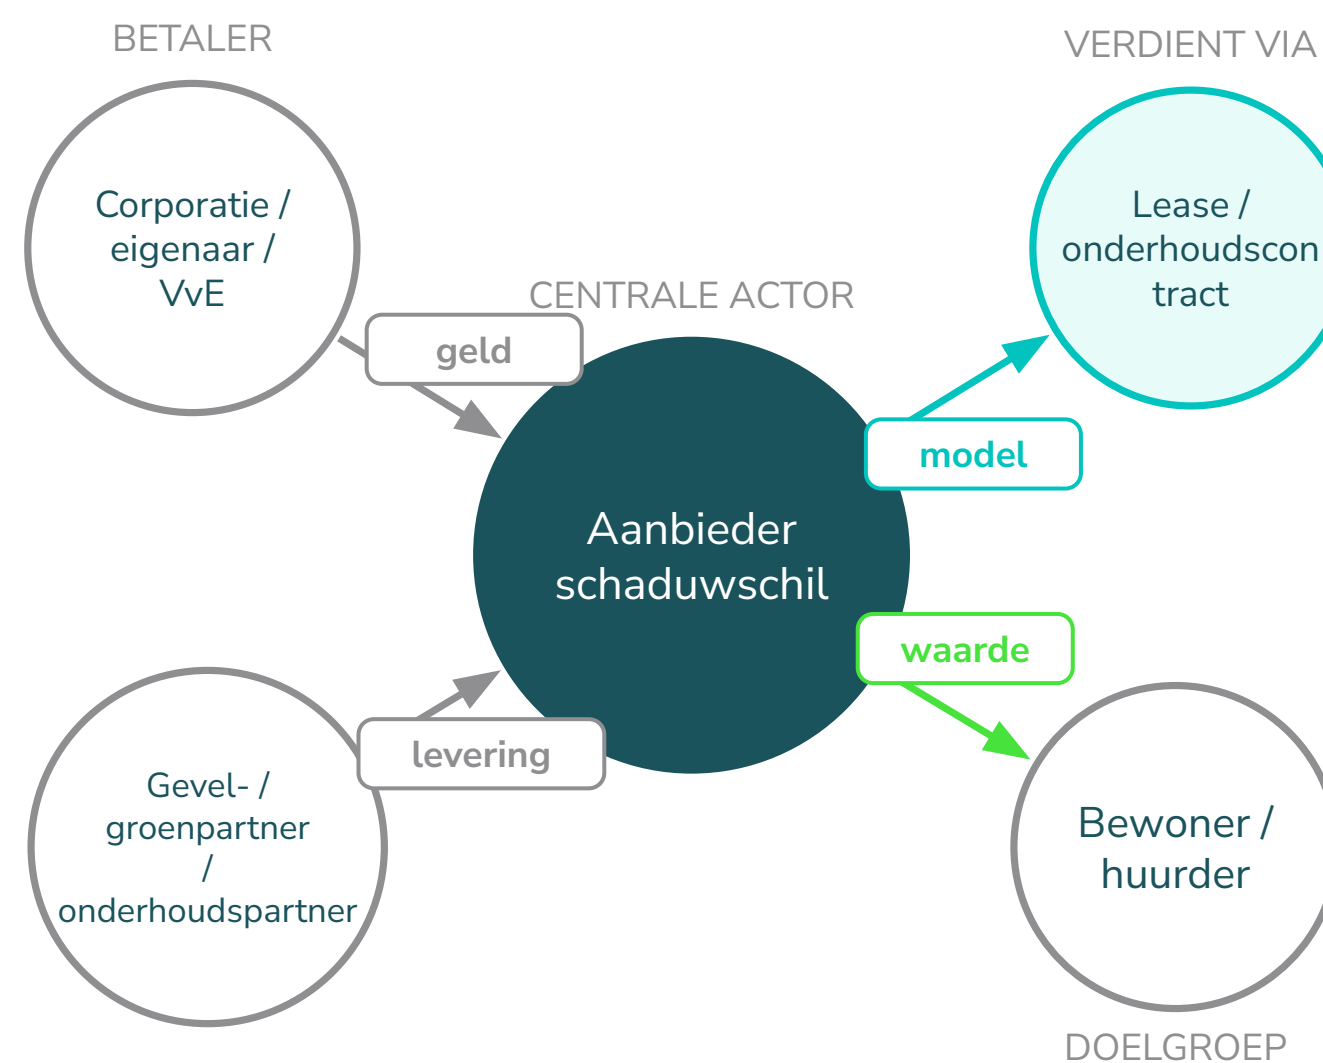 BETALER
VERDIENT VIA
Corporatie /
eigenaar /
VvE
Lease /
onderhoudscon
tract
CENTRALE ACTOR
geld
model
Aanbieder
schaduwschil
waarde
levering
Gevel- /
groenpartner
/
onderhoudspartner
Bewoner /
huurder
DOELGROEP